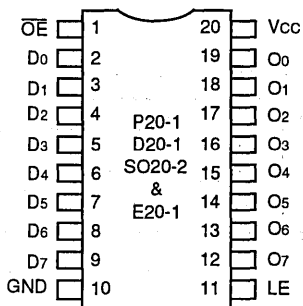 OE 1 20 Vcc
D0 2 19 O0
D1 3 18 O1
D2 4 17 O2
D3 5 16 O3
D4 6 15 O4
D5 7 14 O5
D6 8 13 O6
D7 9 12 O7
GND 10 11 LE
P20-1
D20-1
SO20-2
&
E20-1